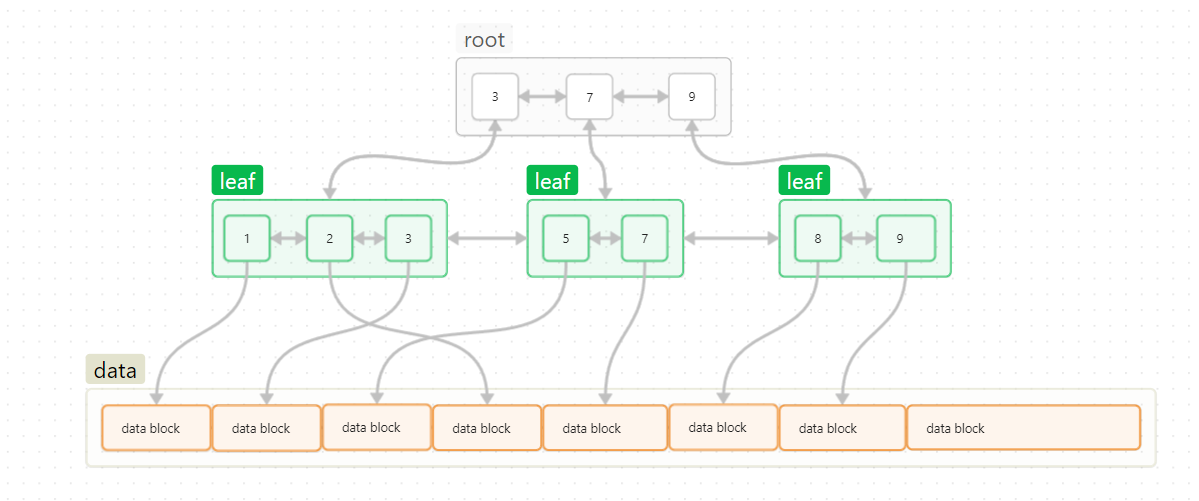 root
3 7 9
leaf leaf leaf
1 2 3 5 7 8 9
data
data block data block data block data block data block data block data block data block